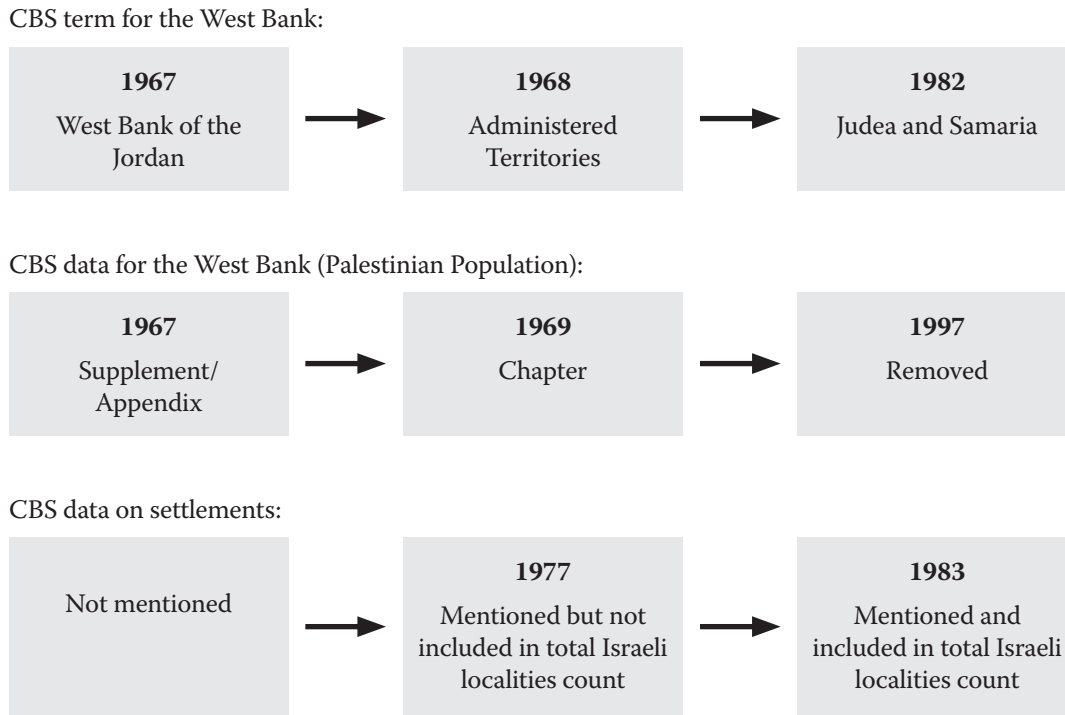 CBS term for the West Bank:
1967
West Bank of the
Jordan
1968
Administered
Territories
1982
Judea and Samaria
CBS data for the West Bank (Palestinian Population):
1967
Supplement/
Appendix
1969
Chapter
1997
Removed
CBS data on settlements:
Not mentioned
1977
Mentioned but not
included in total Israeli
localities count
1983
Mentioned and
included in total Israeli
localities count